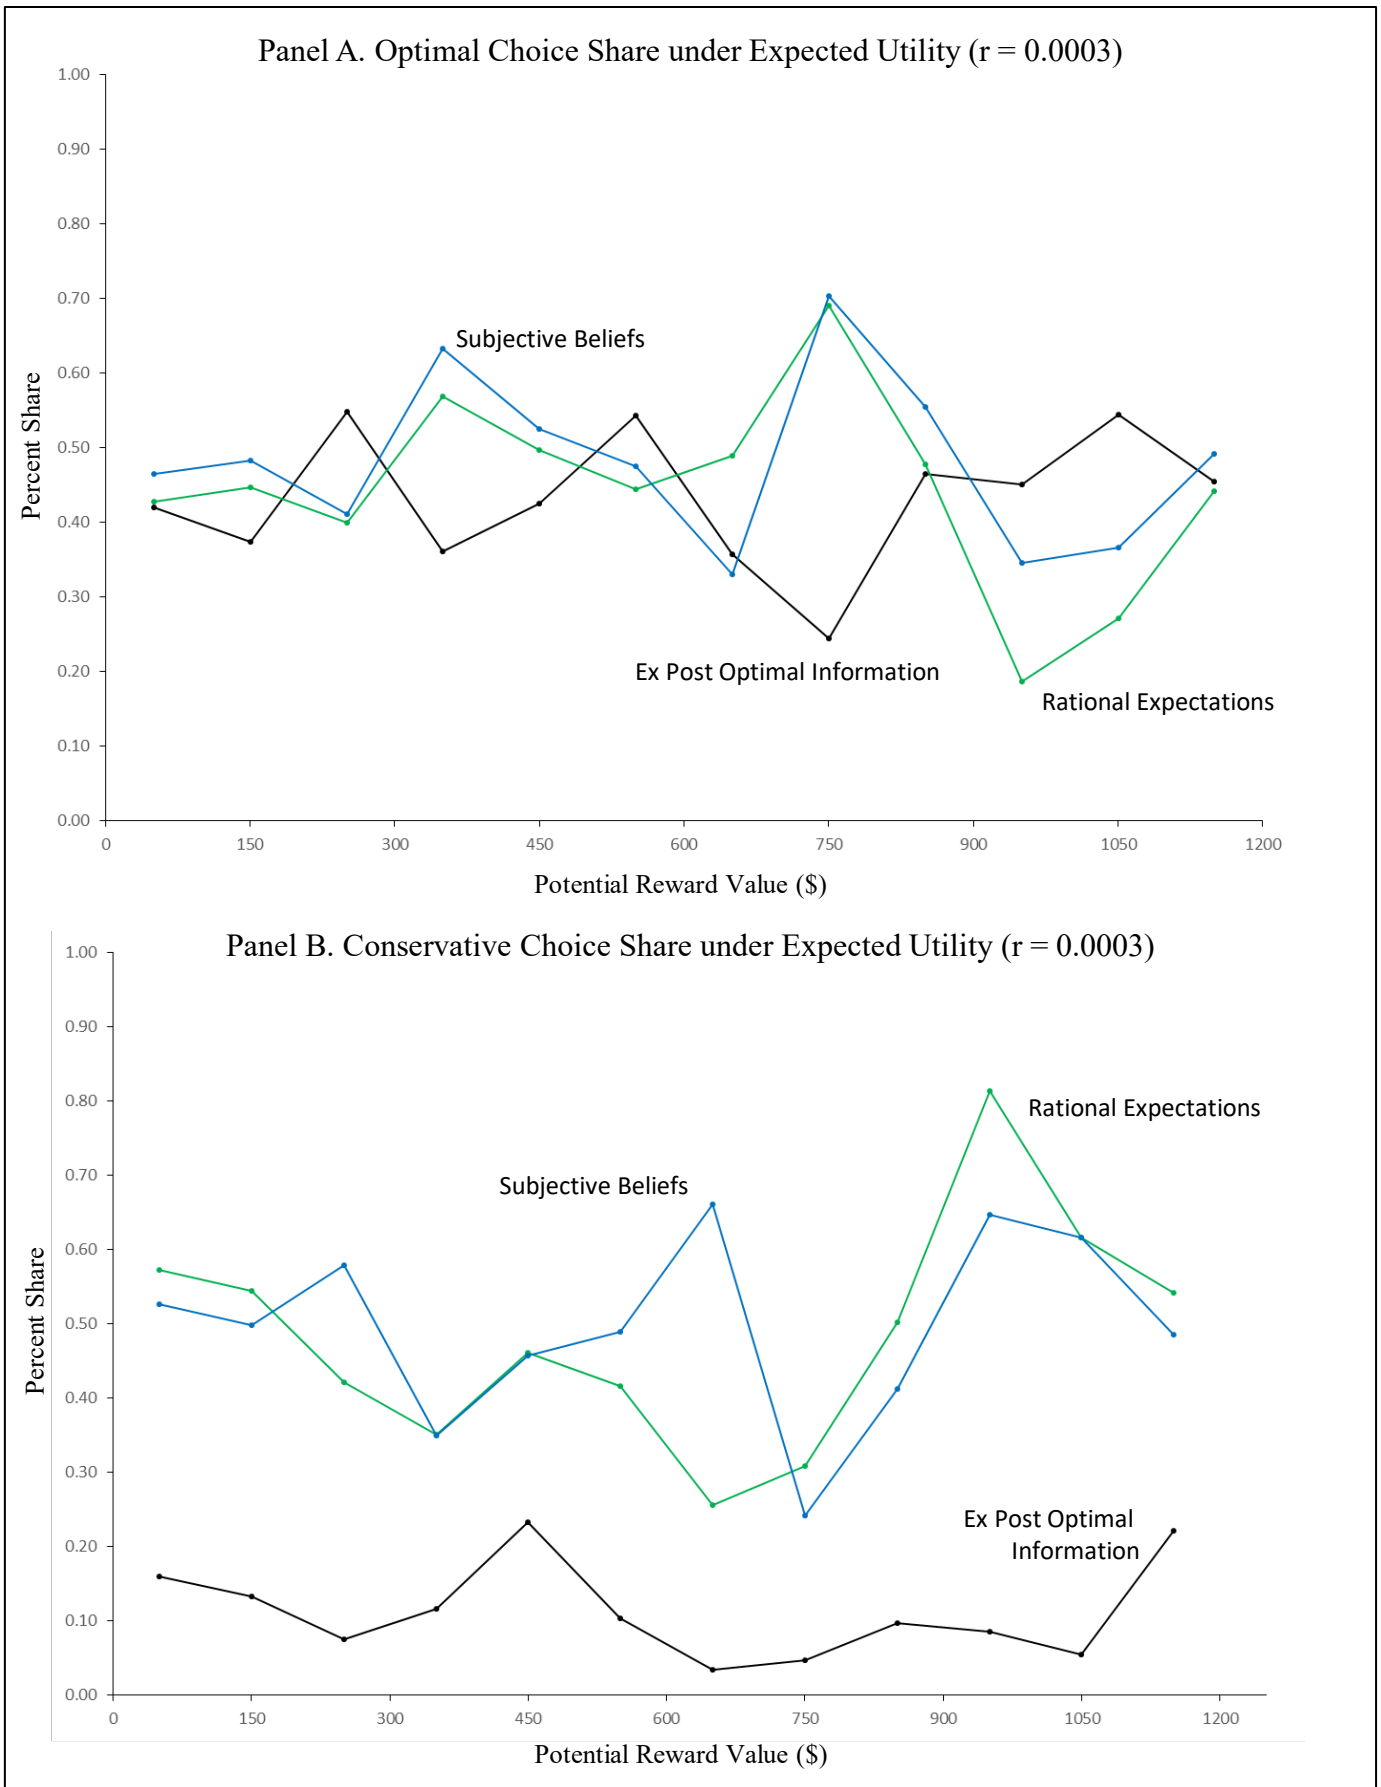 Panel A. Optimal Choice Share under Expected Utility (r = 0.0003)
1.00
0.90
0.80
0.70
0.60
0.50
0.40
0.30
0.20
0.10
0.00
Percent Share
Subjective Beliefs
Ex Post Optimal Information
Rational Expectations
0 150 300 450 600 750 900 1050 1200
Potential Reward Value ($)
Panel B. Conservative Choice Share under Expected Utility (r = 0.0003)
1.00
0.90
0.80
0.70
0.60
0.50
0.40
0.30
0.20
0.10
0.00
Percent Share
Rational Expectations
Subjective Beliefs
Ex Post Optimal
Information
0 150 300 450 600 750 900 1050 1200
Potential Reward Value ($)